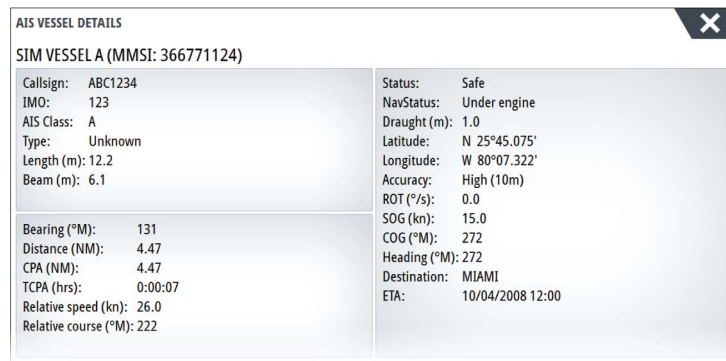 AIS VESSEL DETAILS
SIM VESSEL A (MMSI: 366771124)
Callsign: ABC1234
IMO: 123
AIS Class: A
Type: Unknown
Length (m): 12.2
Beam (m): 6.1
Bearing (°M): 131
Distance (NM): 4.47
CPA (NM): 4.47
TCPA (hrs): 0:00:07
Relative speed (kn): 26.0
Relative course (°M): 222
Status: Safe
NavStatus: Under engine
Draught (m): 1.0
Latitude: N 25°45.075'
Longitude: W 80°07.322'
Accuracy: High (10m)
ROT (°/s): 0.0
SOG (kn): 15.0
COG (°M): 272
Heading (°M): 272
Destination: MIAMI
ETA: 10/04/2008 12:00